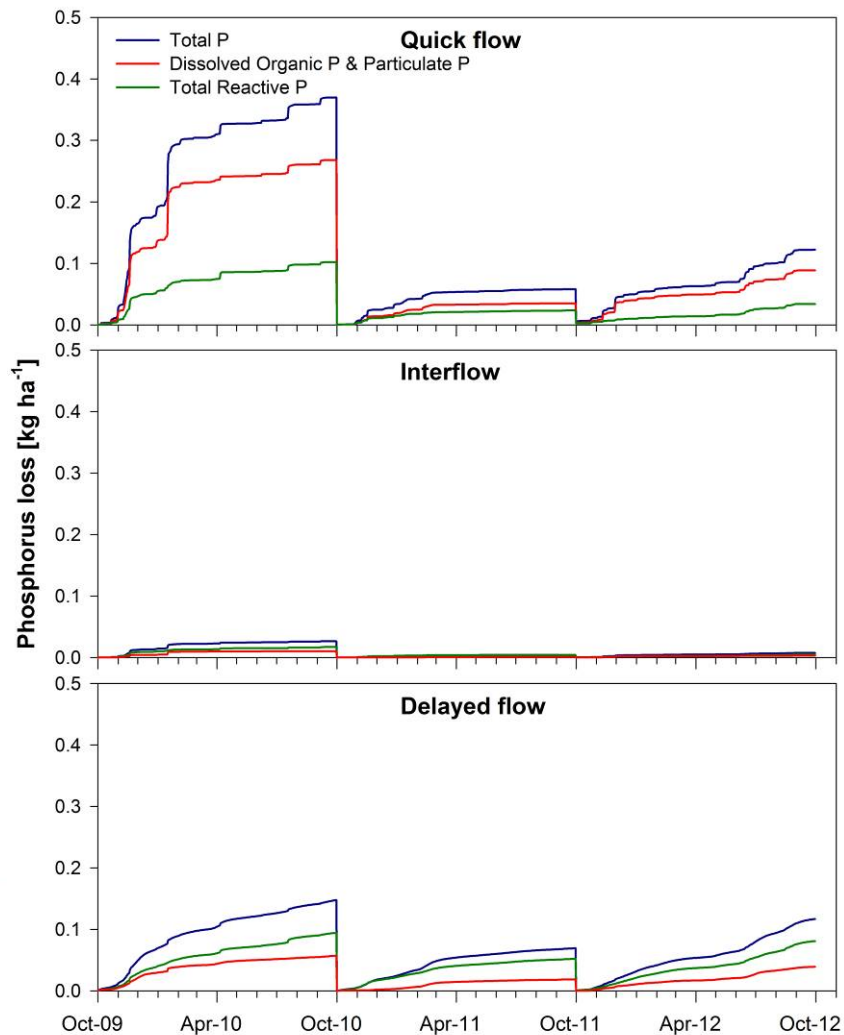 Quick flow
Total P
Dissolved Organic P & Particulate P
Total Reactive P
0.5
0.4
0.3
0.2
0.1
0.0
Interflow
0.5
0.4
0.3
0.2
0.1
0.0
Delayed flow
0.5
0.4
0.3
0.2
0.1
0.0
Phosphorus loss [kg ha⁻¹]
Oct-09 Apr-10 Oct-10 Apr-11 Oct-11 Apr-12 Oct-12